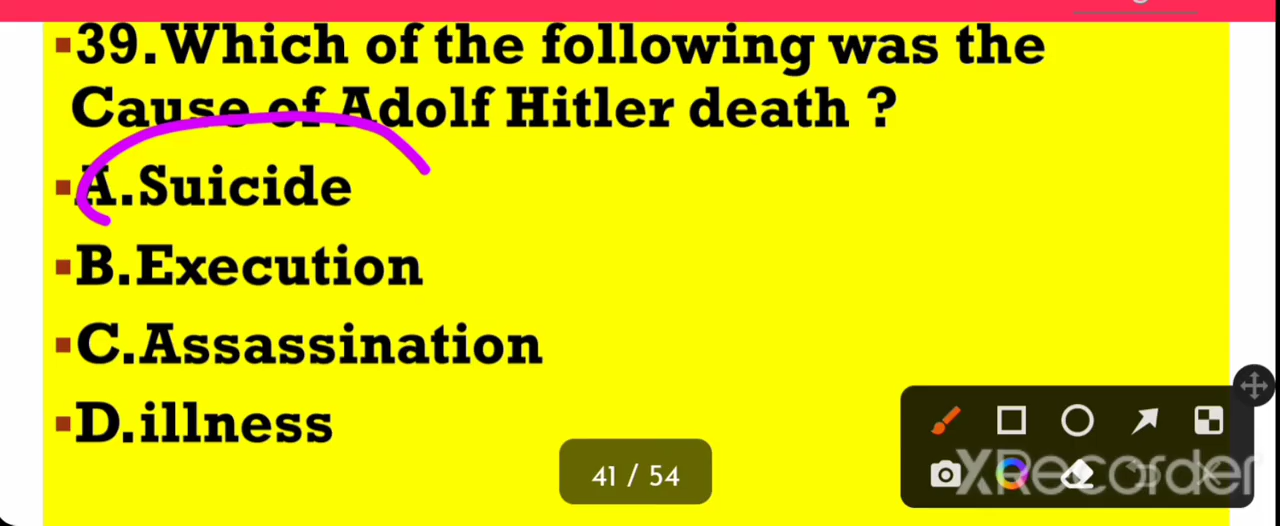 ▪39.Which of the following was the
Cause of Adolf Hitler death ?
▪A.Suicide
▪B.Execution
▪C.Assassination
▪D.illness
41 / 54
XRecorder